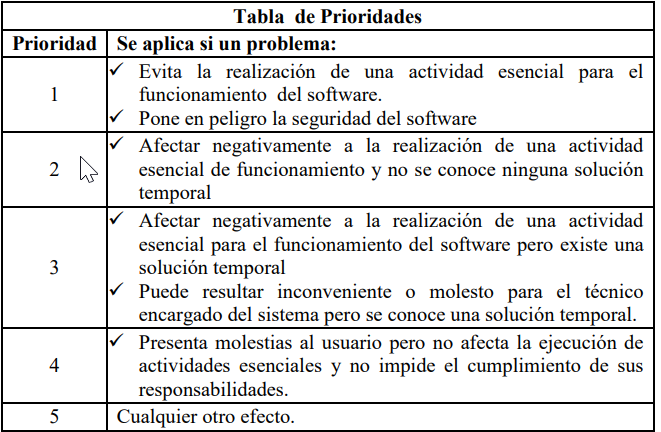 Tabla de Prioridades
Prioridad Se aplica si un problema:
1
✓ Evita la realización de una actividad esencial para el
funcionamiento del software.
✓ Pone en peligro la seguridad del software
2
✓ Afectar negativamente a la realización de una actividad
esencial de funcionamiento y no se conoce ninguna solución
temporal
3
✓ Afectar negativamente a la realización de una actividad
esencial para el funcionamiento del software pero existe una
solución temporal
✓ Puede resultar inconveniente o molesto para el técnico
encargado del sistema pero se conoce una solución temporal.
4
✓ Presenta molestias al usuario pero no afecta la ejecución de
actividades esenciales y no impide el cumplimiento de sus
responsabilidades.
5 Cualquier otro efecto.